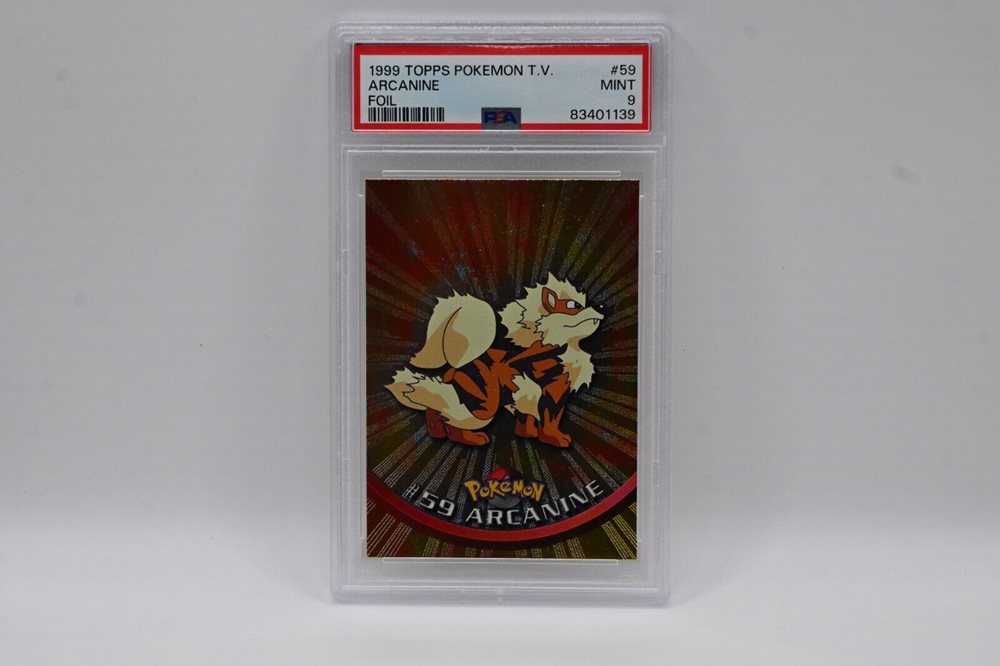 1999 TOPPS POKEMON T.V. #59
ARCANINE MINT
FOIL 9
PSA 83401139
POKéMON
#59 ARCANINE